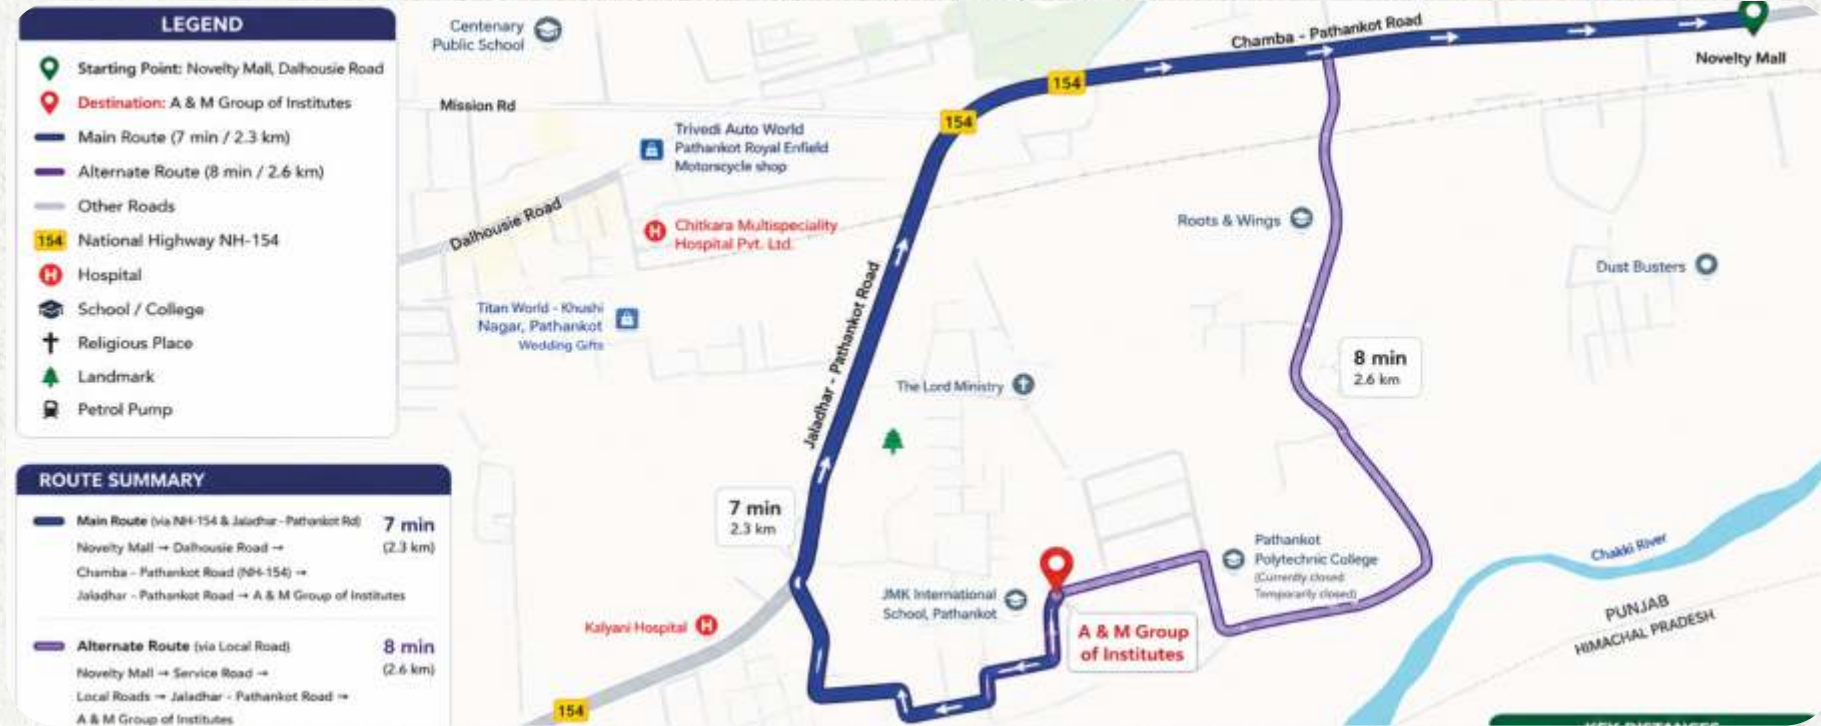 LEGEND
Starting Point: Novelty Mall, Dalhousie Road
Destination: A & M Group of Institutes
Main Route (7 min / 2.3 km)
Alternate Route (8 min / 2.6 km)
Other Roads
154 National Highway NH-154
H Hospital
School / College
Religious Place
Landmark
Petrol Pump
ROUTE SUMMARY
Main Route (via NH-154 & Jaladhar - Pathankot Rd) 7 min
Novelty Mall → Dalhousie Road → (2.3 km)
Chamba - Pathankot Road (NH-154) →
Jaladhar - Pathankot Road → A & M Group of Institutes
Alternate Route (via Local Road) 8 min
Novelty Mall → Service Road → (2.6 km)
Local Roads → Jaladhar - Pathankot Road →
A & M Group of Institutes
Centenary
Public School
Mission Rd
Dalhousie Road
Trivedi Auto World
Pathankot Royal Enfield
Motorscycle shop
Chitkara Multispeciality
Hospital Pvt. Ltd.
H
Titan World - Khushi
Nagar, Pathankot
Wedding Gifts
Jaladhar - Pathankot Road
154
154
Chamba - Pathankot Road
Novelty Mall
Roots & Wings
Dust Busters
8 min
2.6 km
The Lord Ministry
7 min
2.3 km
JMK International
School, Pathankot
Kalyani Hospital H
154
A & M Group
of Institutes
Pathankot
Polytechnic College
(Currently closed
Temporarily closed)
Chakki River
PUNJAB
HIMACHAL PRADESH
KEY DISTANCES